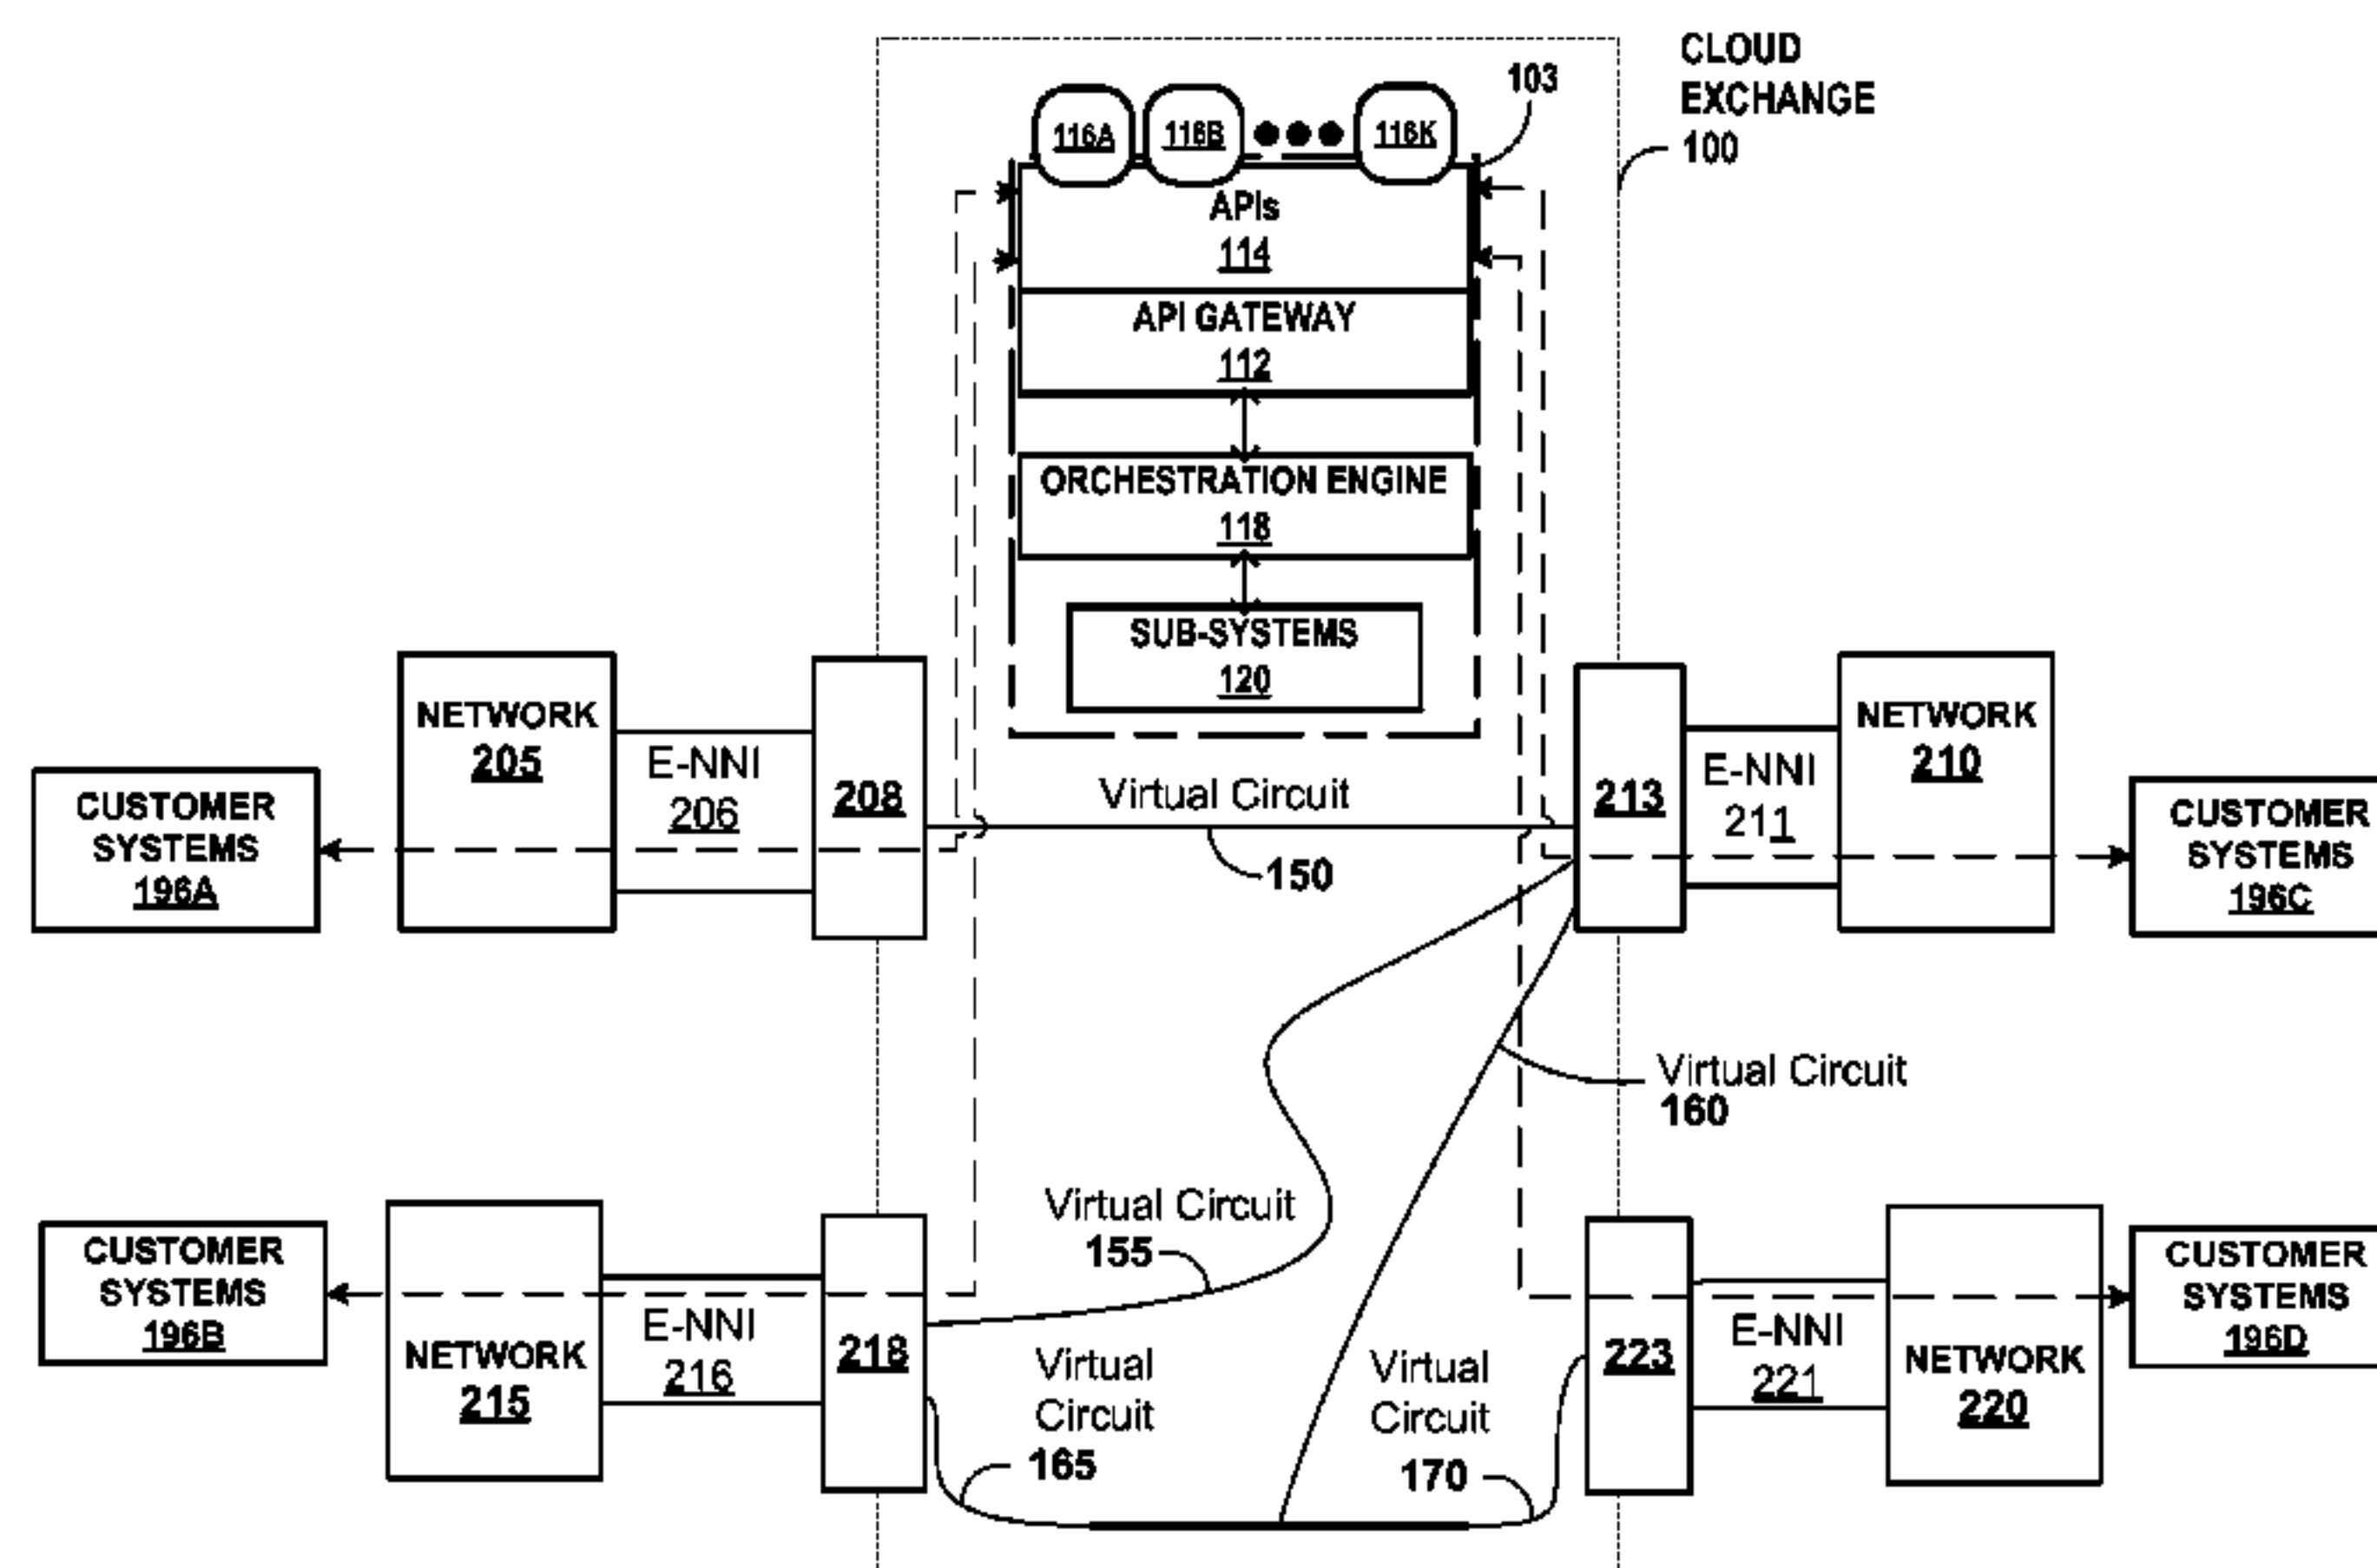 CLOUD
EXCHANGE
100
103
116A
116B
116K
APIs
114
API GATEWAY
112
ORCHESTRATION ENGINE
118
SUB-SYSTEMS
120
NETWORK
205
E-NNI
206
208
CUSTOMER
SYSTEMS
196A
Virtual Circuit
150
213
E-NNI
211
NETWORK
210
CUSTOMER
SYSTEMS
196C
Virtual Circuit
160
Virtual Circuit
155
CUSTOMER
SYSTEMS
196B
NETWORK
215
E-NNI
216
218
Virtual
Circuit
165
Virtual
Circuit
170
223
E-NNI
221
NETWORK
220
CUSTOMER
SYSTEMS
196D